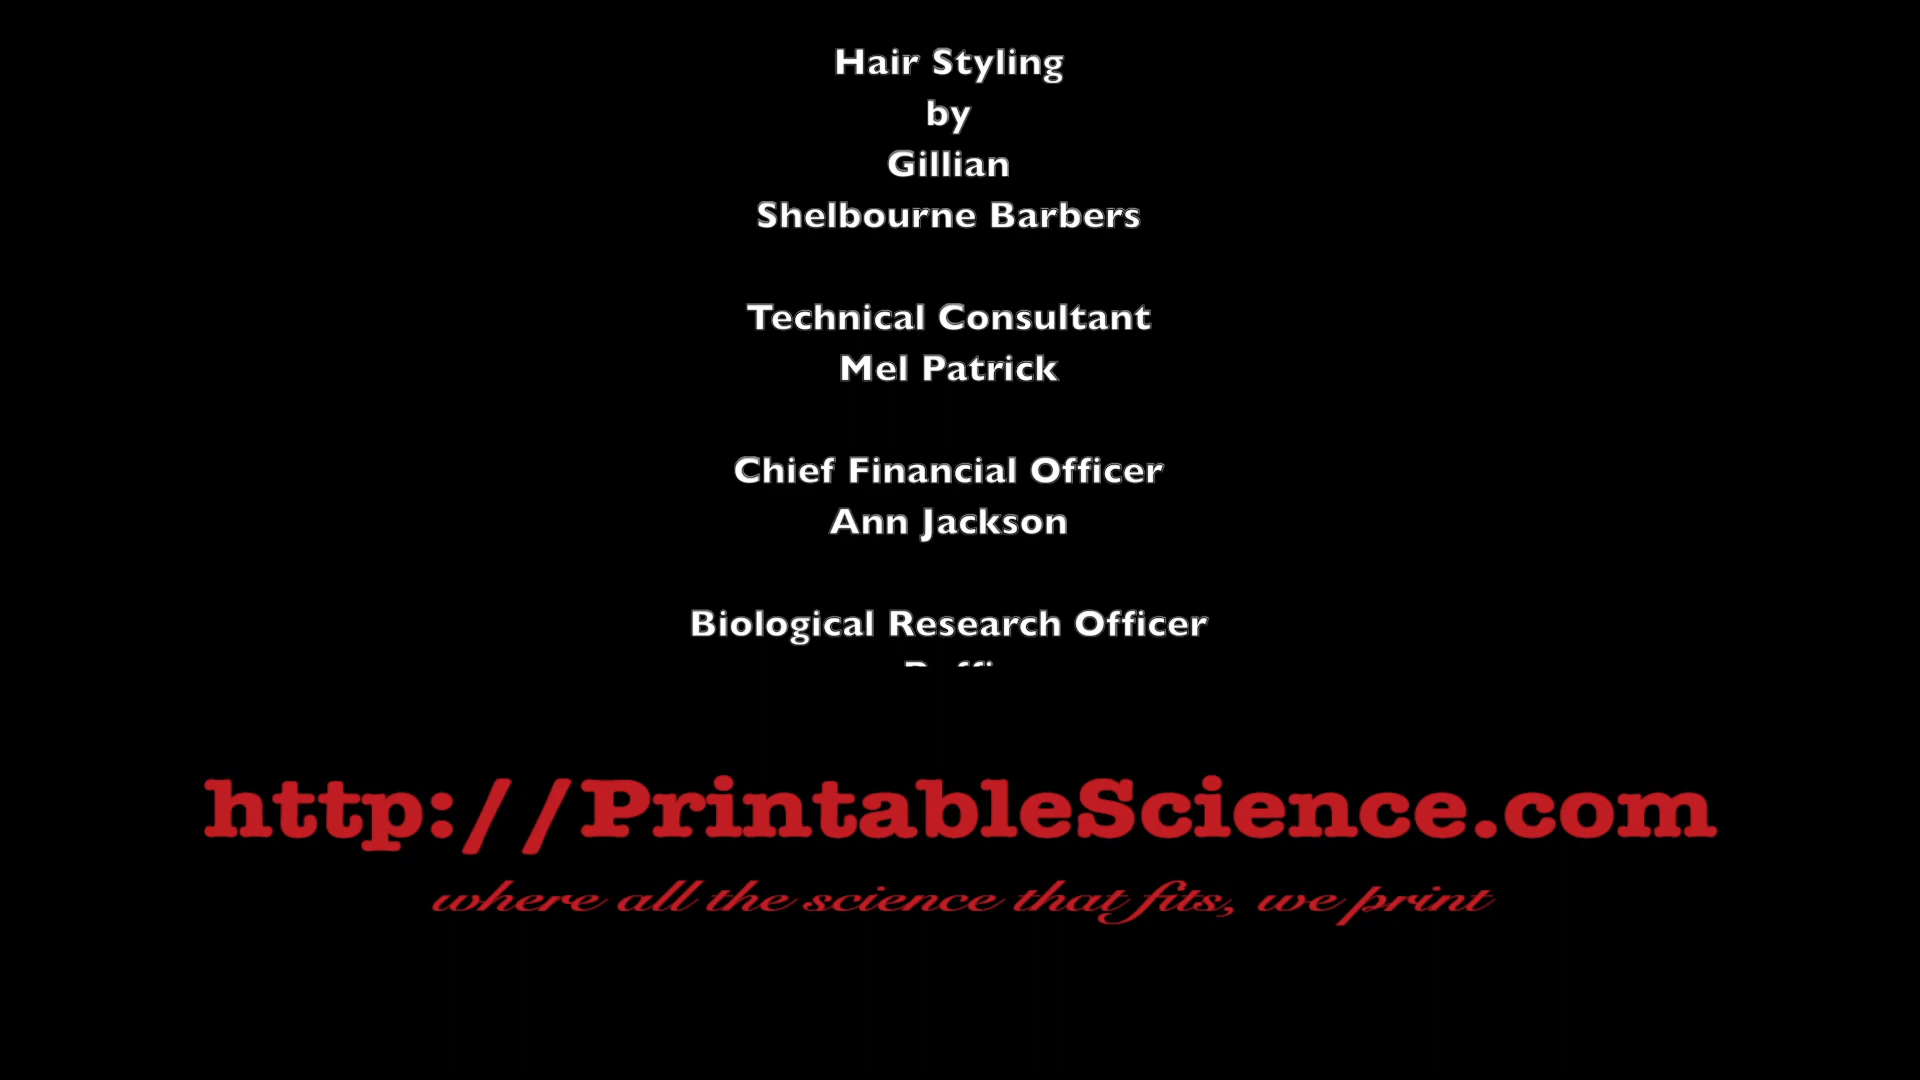 Hair Styling
by
Gillian
Shelbourne Barbers
Technical Consultant
Mel Patrick
Chief Financial Officer
Ann Jackson
Biological Research Officer
http://PrintableScience.com
where all the science that fits, we print